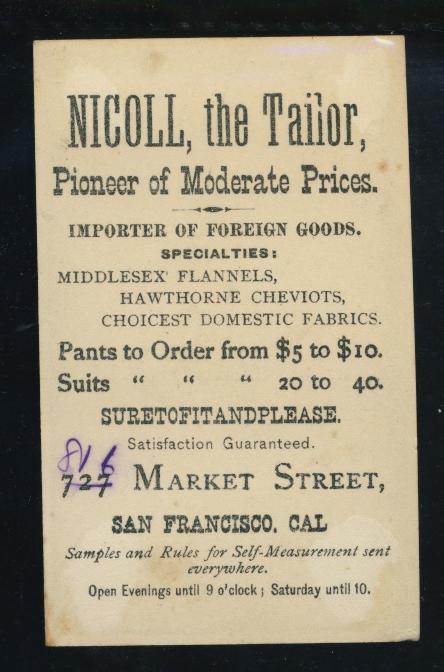 NICOLL, the Tailor,
Pioneer of Moderate Prices.
IMPORTER OF FOREIGN GOODS.
SPECIALTIES:
MIDDLESEX' FLANNELS,
HAWTHORNE CHEVIOTS,
CHOICEST DOMESTIC FABRICS.
Pants to Order from $5 to $10.
Suits “ “ “ 20 to 40.
SURETOFITANDPLEASE.
Satisfaction Guaranteed.
816
727 MARKET STREET,
SAN FRANCISCO. CAL
Samples and Rules for Self-Measurement sent
everywhere.
Open Evenings until 9 o'clock; Saturday until 10.